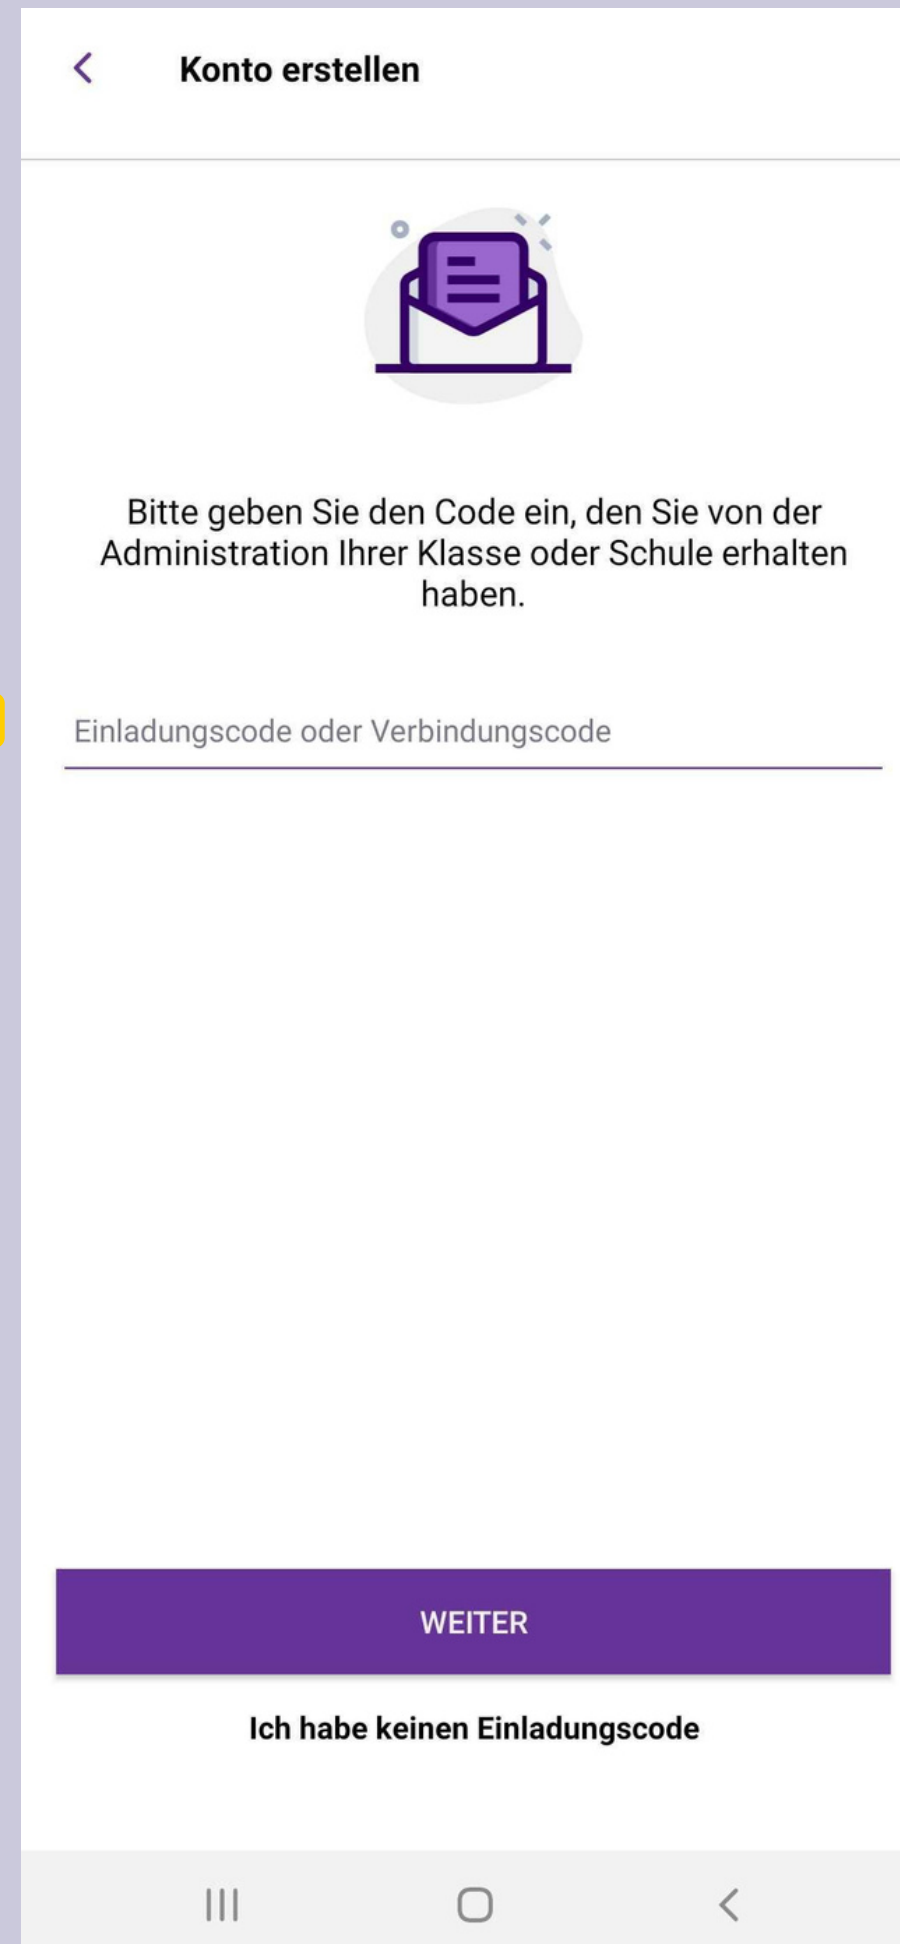 Konto erstellen
Bitte geben Sie den Code ein, den Sie von der
Administration Ihrer Klasse oder Schule erhalten
haben.
Einladungscode oder Verbindungscode
WEITER
Ich habe keinen Einladungscode